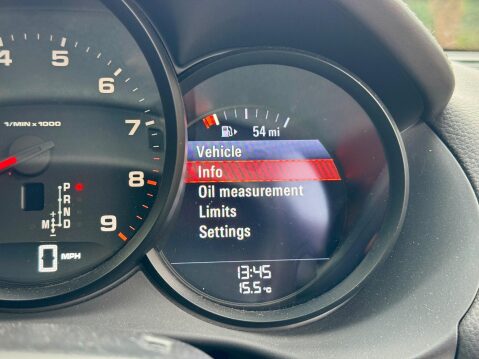 4 5 6 7 8 9
1/MIN x 1000
P
R
N
M + - D
0 MPH
54 mi
Vehicle
Info
Oil measurement
Limits
Settings
13:45
15.5°C